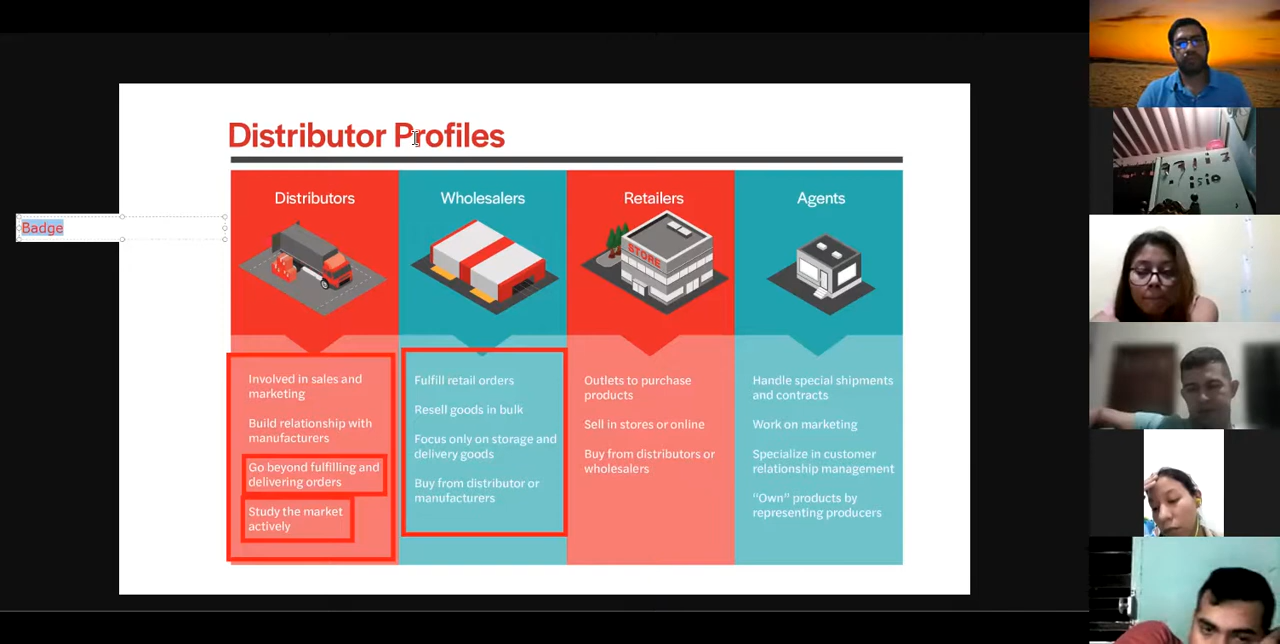 Distributor Profiles
Badge
Distributors
Wholesalers
Retailers
Agents
STORE
Involved in sales and
marketing
Build relationship with
manufacturers
Go beyond fulfilling and
delivering orders
Study the market
actively
Fulfill retail orders
Resell goods in bulk
Focus only on storage and
delivery goods
Buy from distributor or
manufacturers
Outlets to purchase
products
Sell in stores or online
Buy from distributors or
wholesalers
Handle special shipments
and contracts
Work on marketing
Specialize in customer
relationship management
“Own” products by
representing producers